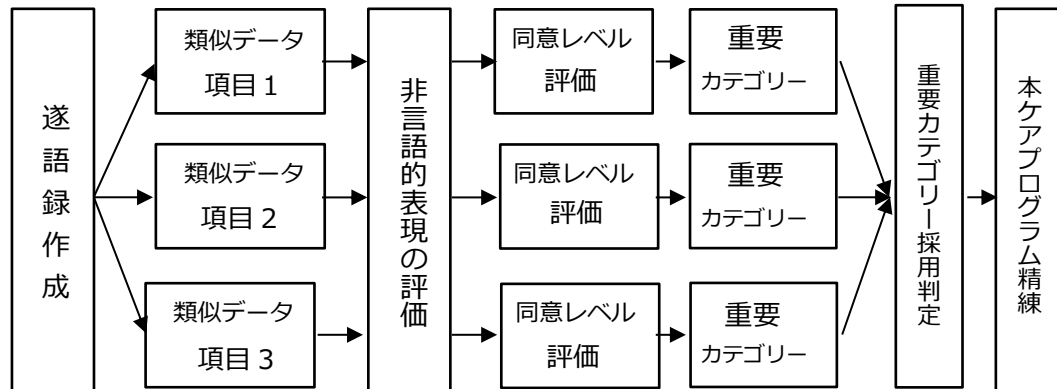 遂語録作成
類似データ
項目１
類似データ
項目２
類似データ
項目３
非言語的表現の評価
同意レベル
評価
同意レベル
評価
同意レベル
評価
重要
カテゴリー
重要
カテゴリー
重要
カテゴリー
重要カテゴリー採用判定
本ケアプログラム精練